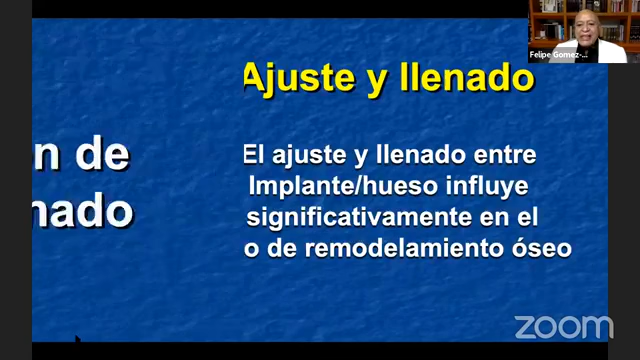 Felipe Gomez-...
Ajuste y llenado
ón de
nado
El ajuste y llenado entre
Implante/hueso influye
significativamente en el
o de remodelamiento óseo
zoom